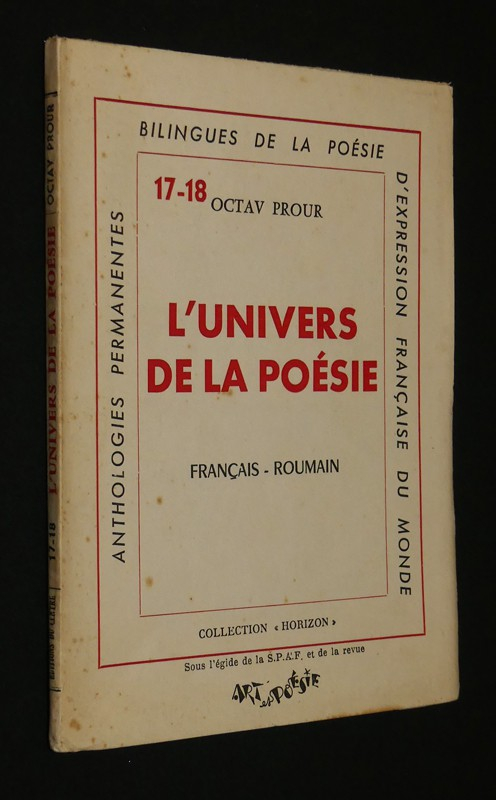 ANTHOLOGIES PERMANENTES
BILINGUES DE LA POÉSIE
D'EXPRESSION FRANÇAISE DU MONDE
17-18
OCTAV PROUR
L'UNIVERS
DE LA POÉSIE
FRANÇAIS - ROUMAIN
COLLECTION « HORIZON »
Sous l'égide de la S.P.A.F. et de la revue
ART et POÉSIE
OCTAV PROUR
L'UNIVERS DE LA POÉSIE
17-18
EDITIONS DU